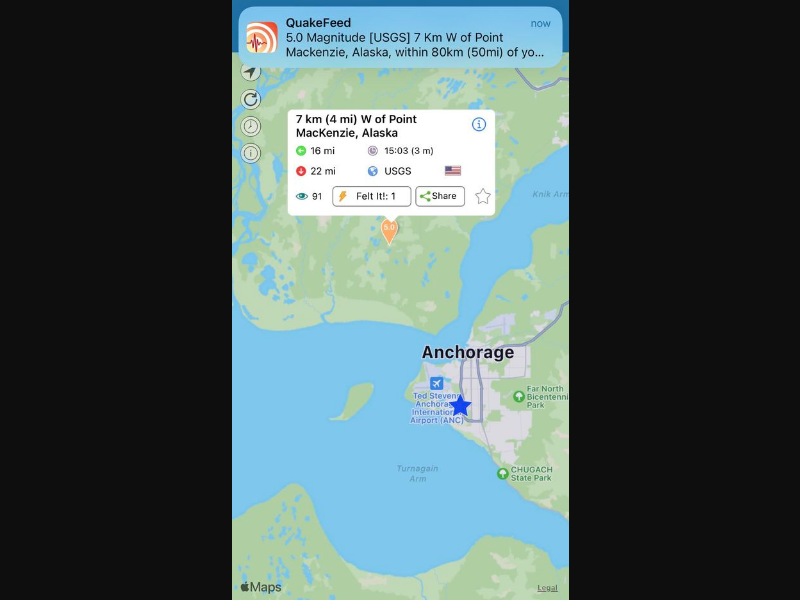 QuakeFeed
now
5.0 Magnitude [USGS] 7 Km W of Point
Mackenzie, Alaska, within 80km (50mi) of yo...
7 km (4 mi) W of Point
MacKenzie, Alaska
16 mi
15:03 (3 m)
22 mi
USGS
91
Felt It!: 1
Share
5.0
Knik Arm
Anchorage
Ted Stevens
Anchorage
International
Airport (ANC)
Far North
Bicentenni
Park
Turnagain
Arm
CHUGACH
State Park
Maps
Legal